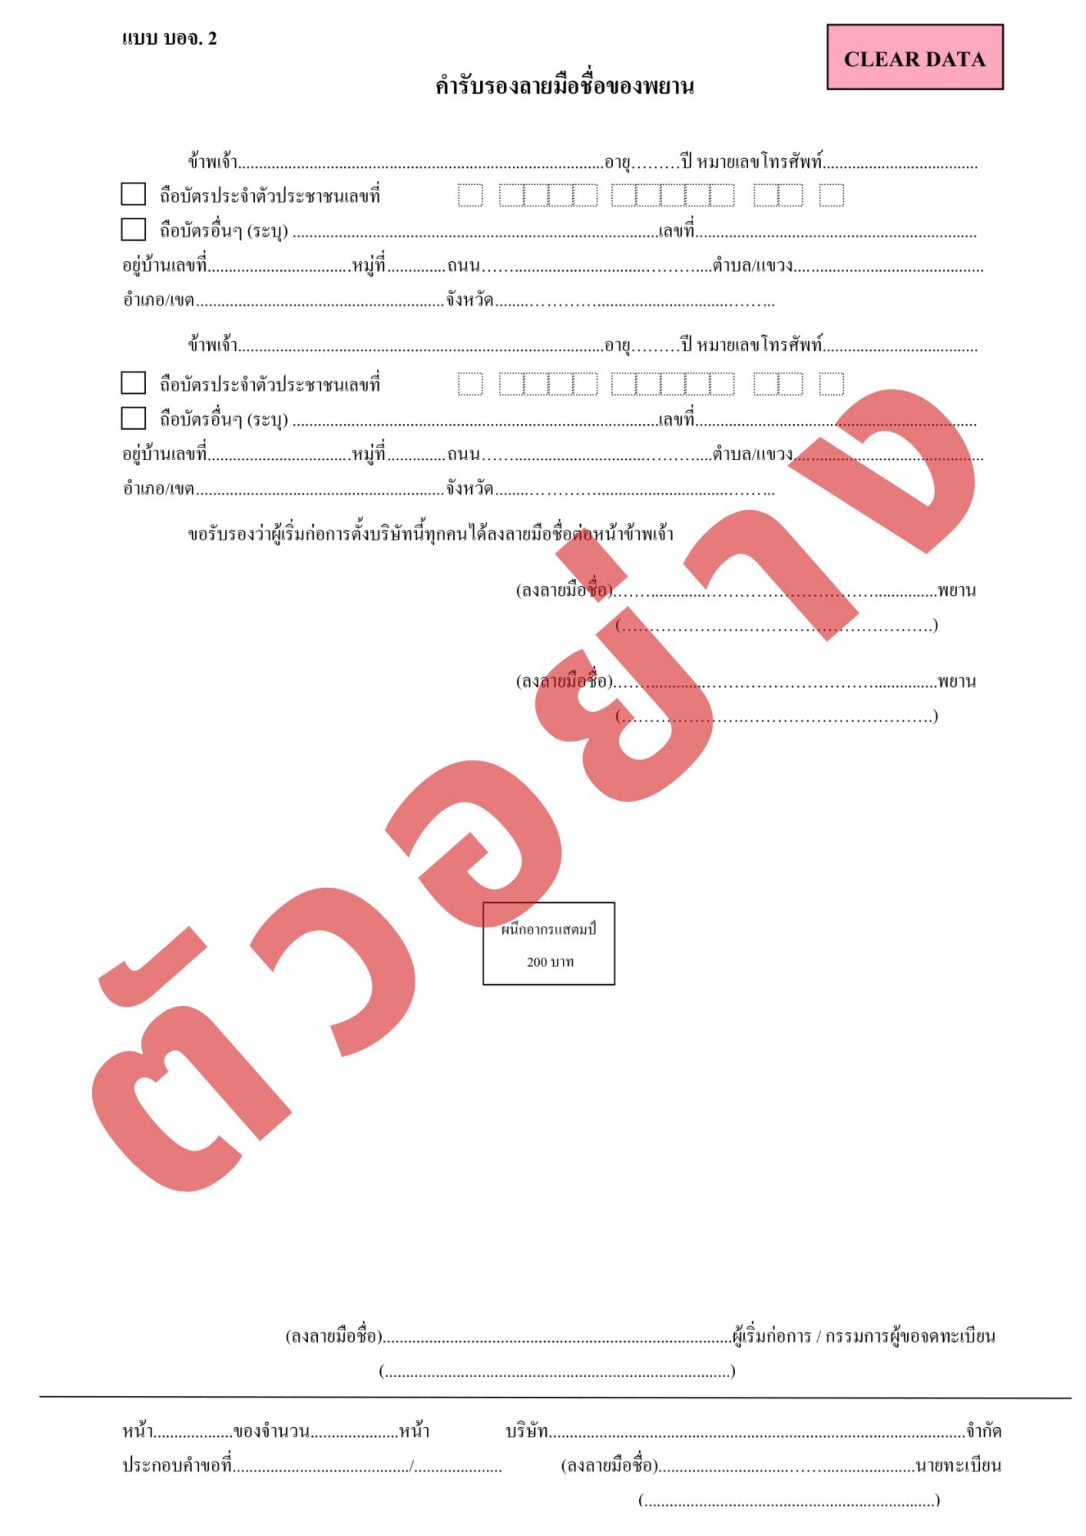 แบบ บอจ. 2
CLEAR DATA
คำรับรองลายมือชื่อของพยาน
ข้าพเจ้า......................................................................................อายุ………ปี หมายเลขโทรศัพท์.....................................
ถือบัตรประจำตัวประชาชนเลขที่
ถือบัตรอื่นๆ (ระบุ) ......................................................................................เลขที่...................................................................
อยู่บ้านเลขที่..................................หมู่ที่..............ถนน……...............................………...ตำบล/แขวง.............................................
อำเภอ/เขต...........................................................จังหวัด.......…………...............................……..
ข้าพเจ้า......................................................................................อายุ………ปี หมายเลขโทรศัพท์.....................................
ถือบัตรประจำตัวประชาชนเลขที่
ถือบัตรอื่นๆ (ระบุ) ......................................................................................เลขที่...................................................................
อยู่บ้านเลขที่..................................หมู่ที่..............ถนน……...............................………...ตำบล/แขวง.............................................
อำเภอ/เขต...........................................................จังหวัด.......…………...............................……..
ขอรับรองว่าผู้เริ่มก่อการตั้งบริษัทนี้ทุกคนได้ลงลายมือชื่อต่อหน้าข้าพเจ้า
(ลงลายมือชื่อ)……..............…………………………...............พยาน
(……………………………………………….)
(ลงลายมือชื่อ)……..............…………………………...............พยาน
(……………………………………………….)
ตัวอย่าง
ผนึกอากรแสตมป์
200 บาท
(ลงลายมือชื่อ)...................................................................................ผู้เริ่มก่อการ / กรรมการผู้ขอจดทะเบียน
(..................................................................................)
หน้า...................ของจำนวน.....................หน้า บริษัท...................................................................................................จำกัด
ประกอบคำขอที่........................................../..................... (ลงลายมือชื่อ)...............................……......................นายทะเบียน
(.....................................................................)